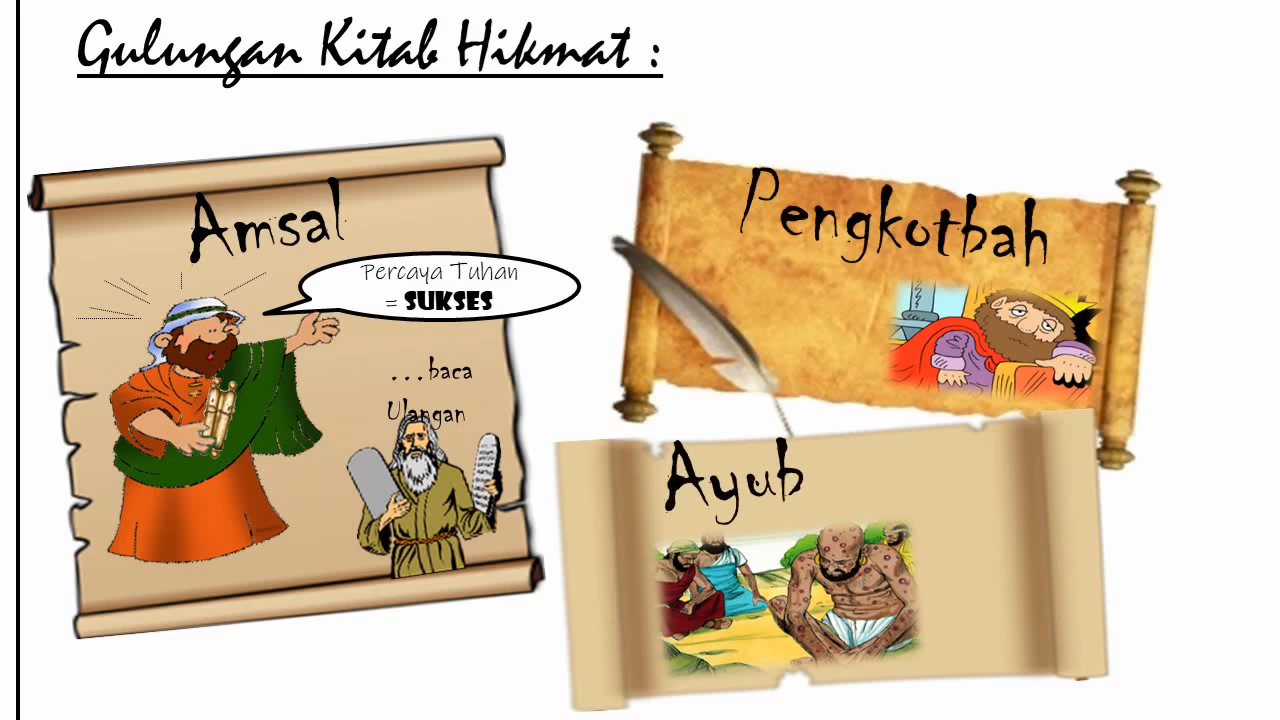 Gulungan Kitab Hikmat :
Amsal
Percaya Tuhan
= SUKSES
...baca
Ulangan
Pengkotbah
Ayub